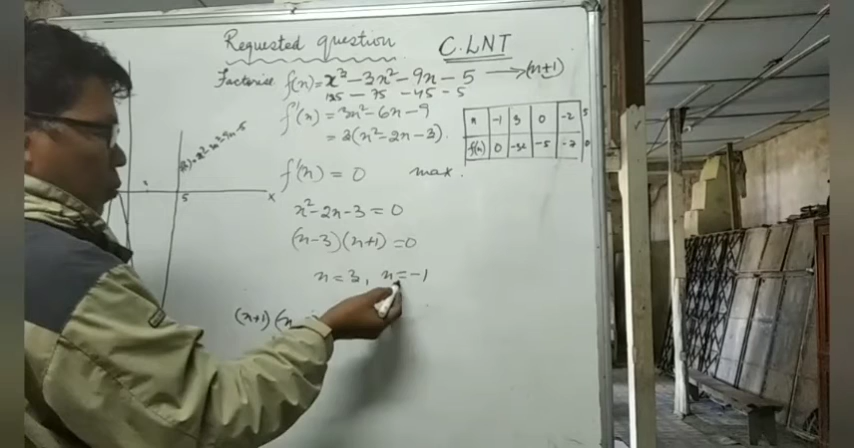 Requested question
C.LNT
Factorise f(x) = x³ - 3x² - 9x - 5 → (x+1)
125 - 75 - 45 - 5
f'(x) = 3x² - 6x - 9
= 3(x² - 2x - 3)
x -1 3 0 -2 5
f(x) 0 -32 -5 -7 0
f'(x) = 0 max.
x² - 2x - 3 = 0
(x-3)(x+1) = 0
x = 3, x = -1
(x+1)(x
5
x